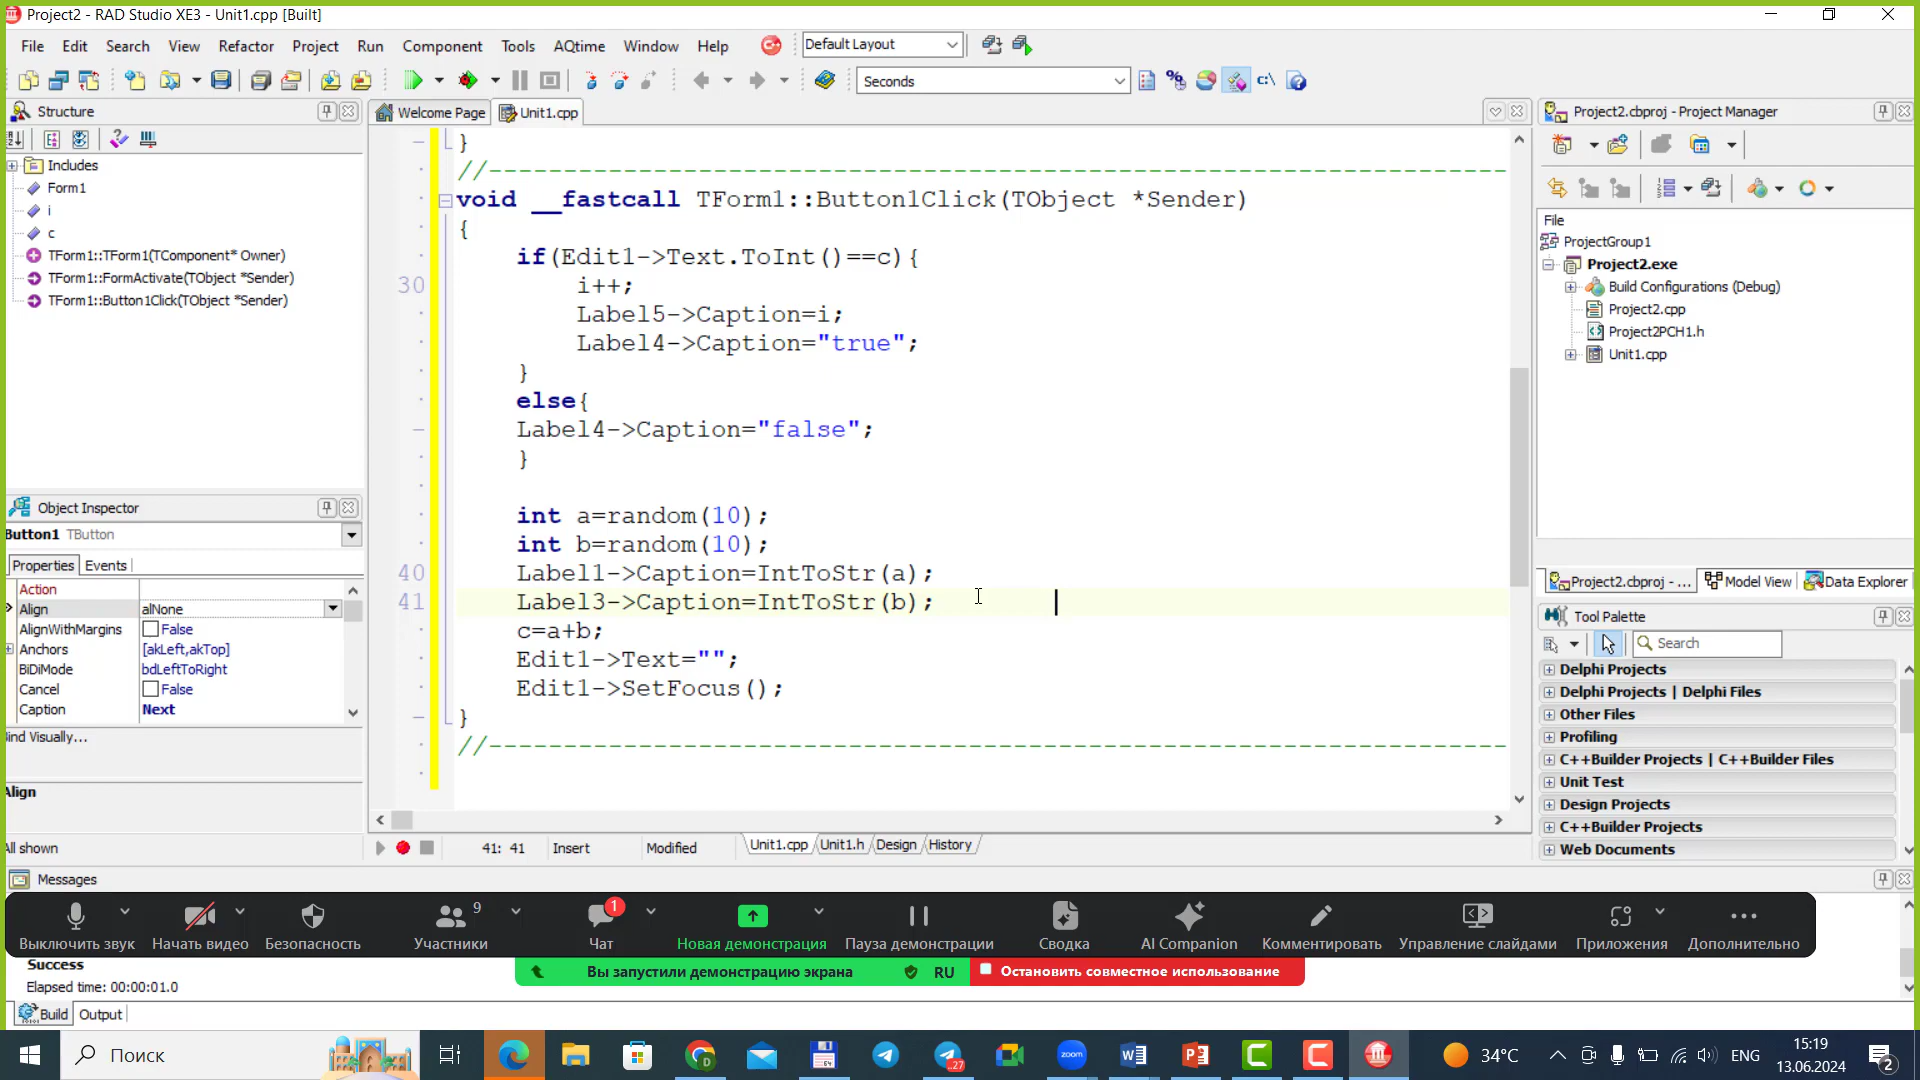 Project2 - RAD Studio XE3 - Unit1.cpp [Built]
File Edit Search View Refactor Project Run Component Tools AQtime Window Help Default Layout
Seconds
Structure
Welcome Page Unit1.cpp
Project2.cbproj - Project Manager
Includes
Form1
i
c
TForm1::TForm1(TComponent* Owner)
TForm1::FormActivate(TObject *Sender)
TForm1::Button1Click(TObject *Sender)
}
//---------------------------------------------------------------------------
void __fastcall TForm1::Button1Click(TObject *Sender)
{
if(Edit1->Text.ToInt()==c){
30 i++;
Label5->Caption=i;
Label4->Caption="true";
}
else{
Label4->Caption="false";
}
int a=random(10);
int b=random(10);
40 Label1->Caption=IntToStr(a);
41 Label3->Caption=IntToStr(b);
c=a+b;
Edit1->Text="";
Edit1->SetFocus();
}
//---------------------------------------------------------------------------
41: 41 Insert Modified Unit1.cpp Unit1.h Design History
Object Inspector
Button1 TButton
Properties Events
Action
Align alNone
AlignWithMargins False
Anchors [akLeft,akTop]
BiDiMode bdLeftToRight
Cancel False
Caption Next
Bind Visually...
Align
All shown
File
ProjectGroup1
Project2.exe
Build Configurations (Debug)
Project2.cpp
Project2PCH1.h
Unit1.cpp
Project2.cbproj - ... Model View Data Explorer
Tool Palette
Search
Delphi Projects
Delphi Projects | Delphi Files
Other Files
Profiling
C++Builder Projects | C++Builder Files
Unit Test
Design Projects
C++Builder Projects
Web Documents
Messages
9 1
Выключить звук Начать видео Безопасность Участники Чат Новая демонстрация Пауза демонстрации Сводка AI Companion Комментировать Управление слайдами Приложения Дополнительно
Вы запустили демонстрацию экрана RU Остановить совместное использование
Success
Elapsed time: 00:00:01.0
Build Output
Поиск
zoom
27
34°C
ENG
15:19
13.06.2024
2